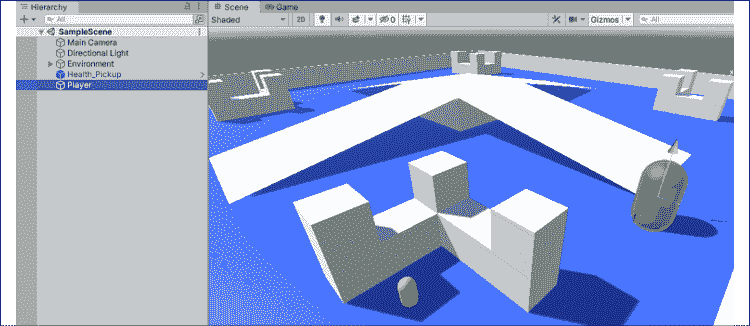 Hierarchy
All
SampleScene
Main Camera
Directional Light
Environment
Health_Pickup
Player
Scene
Game
Shaded
2D
0
Gizmos
All